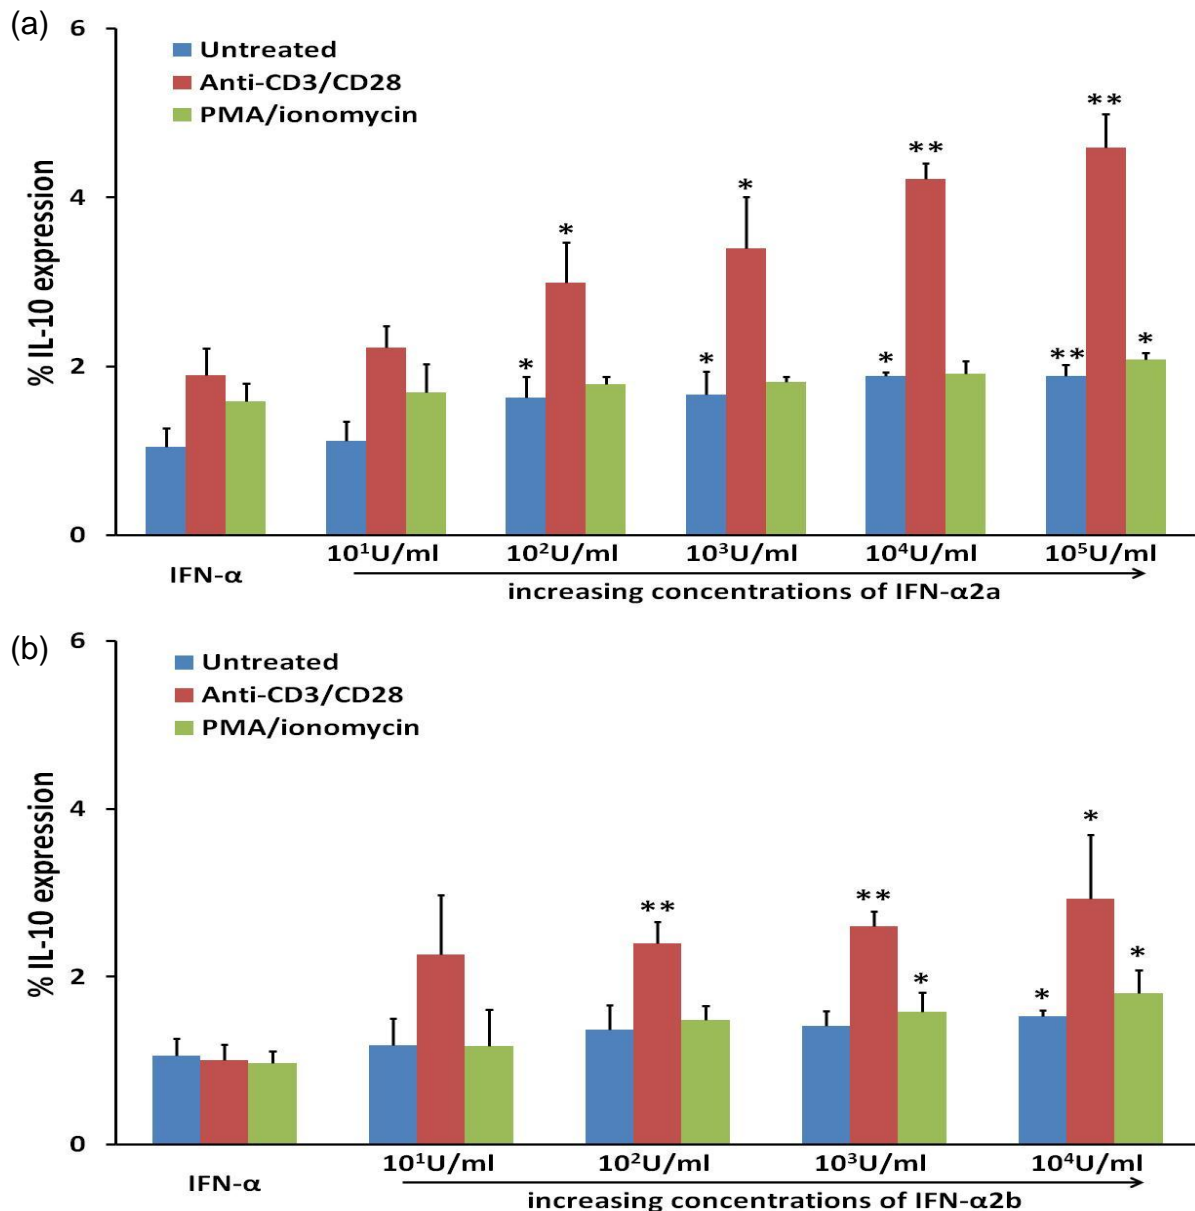 (a)
6
Untreated
Anti-CD3/CD28
PMA/ionomycin
**
**
*
*
4
% IL-10 expression
2
*
*
*
**
*
0
10¹U/ml 10²U/ml 10³U/ml 10⁴U/ml 10⁵U/ml
IFN-α
increasing concentrations of IFN-α2a
(b)
6
Untreated
Anti-CD3/CD28
PMA/ionomycin
4
% IL-10 expression
*
**
**
2
*
*
*
0
10¹U/ml 10²U/ml 10³U/ml 10⁴U/ml
IFN-α
increasing concentrations of IFN-α2b